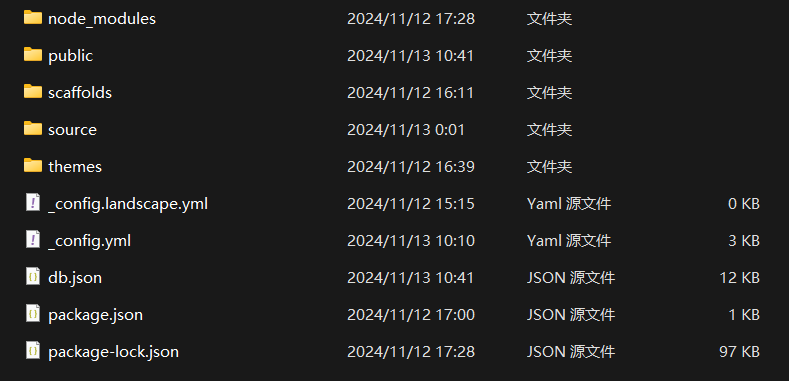 node_modules 2024/11/12 17:28 文件夹
public 2024/11/13 10:41 文件夹
scaffolds 2024/11/12 16:11 文件夹
source 2024/11/13 0:01 文件夹
themes 2024/11/12 16:39 文件夹
_config.landscape.yml 2024/11/12 15:15 Yaml 源文件 0 KB
_config.yml 2024/11/13 10:10 Yaml 源文件 3 KB
db.json 2024/11/13 10:41 JSON 源文件 12 KB
package.json 2024/11/12 17:00 JSON 源文件 1 KB
package-lock.json 2024/11/12 17:28 JSON 源文件 97 KB